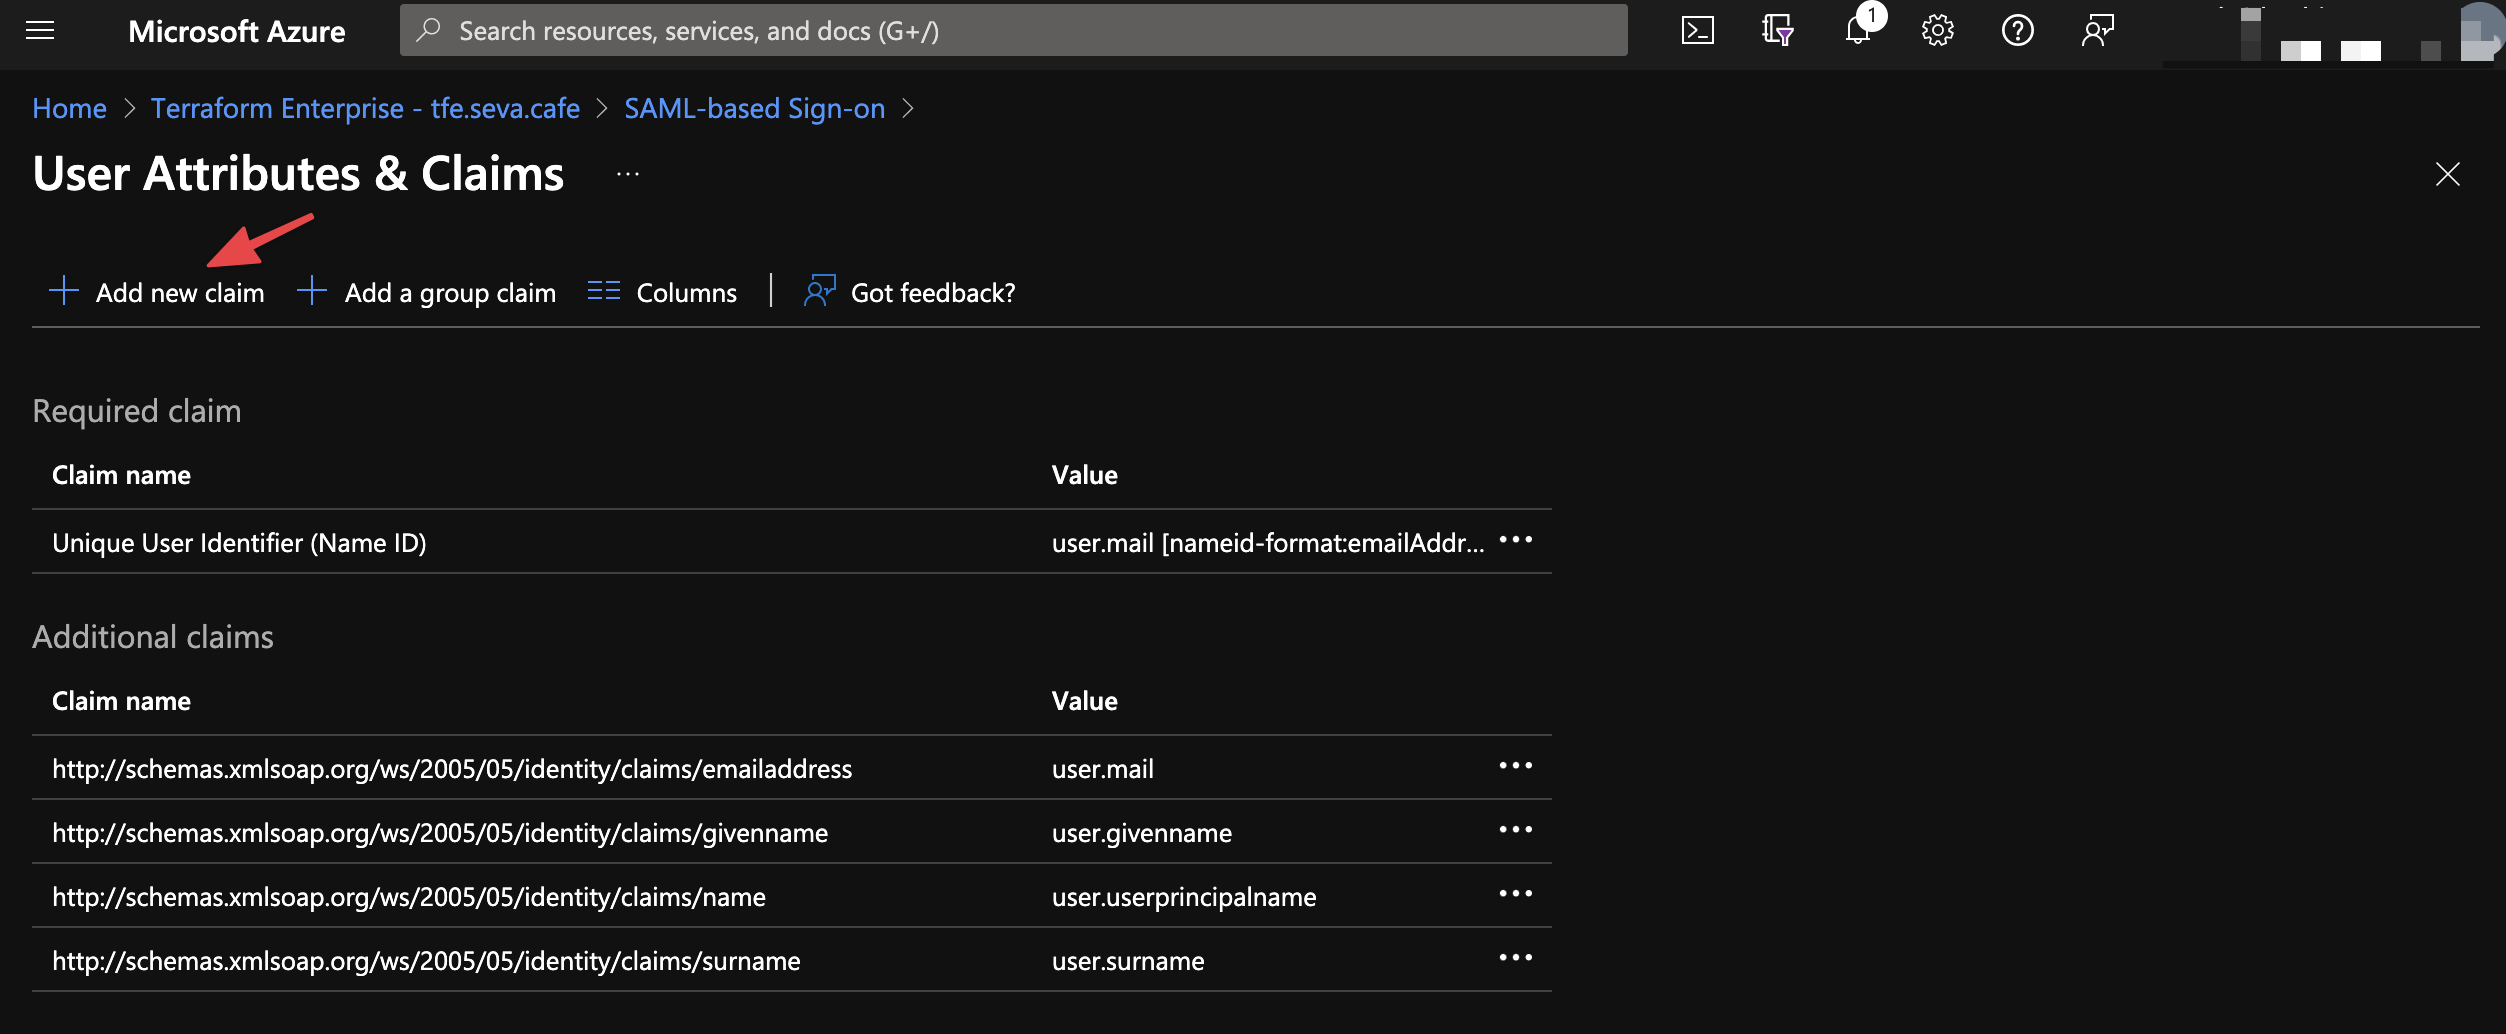 Microsoft Azure
Search resources, services, and docs (G+/)
1
Home > Terraform Enterprise - tfe.seva.cafe > SAML-based Sign-on >
User Attributes & Claims ...
Add new claim Add a group claim Columns | Got feedback?
Required claim
Claim name Value
Unique User Identifier (Name ID) user.mail [nameid-format:emailAddr...
Additional claims
Claim name Value
http://schemas.xmlsoap.org/ws/2005/05/identity/claims/emailaddress user.mail
http://schemas.xmlsoap.org/ws/2005/05/identity/claims/givenname user.givenname
http://schemas.xmlsoap.org/ws/2005/05/identity/claims/name user.userprincipalname
http://schemas.xmlsoap.org/ws/2005/05/identity/claims/surname user.surname